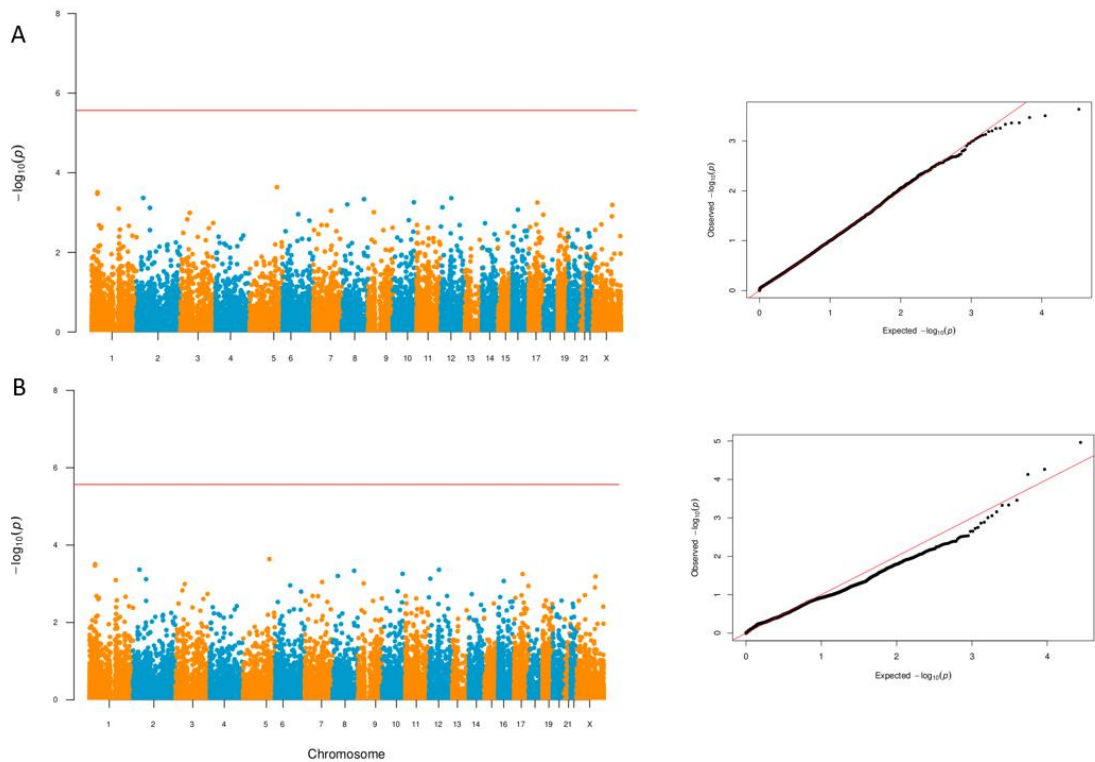 A
8
6
4
2
0
−log₁₀(p)
1 2 3 4 5 6 7 8 9 10 11 12 13 14 15 17 19 21 X
3
2
1
0
Observed −log₁₀(p)
0 1 2 3 4
Expected −log₁₀(p)
B
8
6
4
2
0
−log₁₀(p)
1 2 3 4 5 6 7 8 9 10 11 12 13 14 16 17 19 21 X
Chromosome
5
4
3
2
1
0
Observed −log₁₀(p)
0 1 2 3 4
Expected −log₁₀(p)